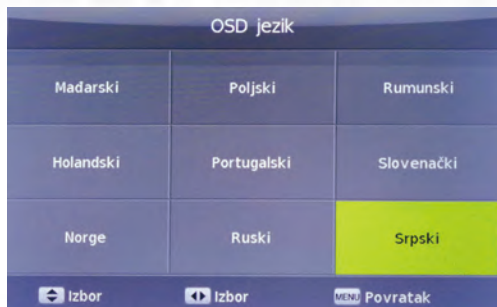 OSD jezik
Mađarski Poljski Rumunski
Holandski Portugalski Slovenački
Norge Ruski Srpski
Izbor Izbor MENU Povratak